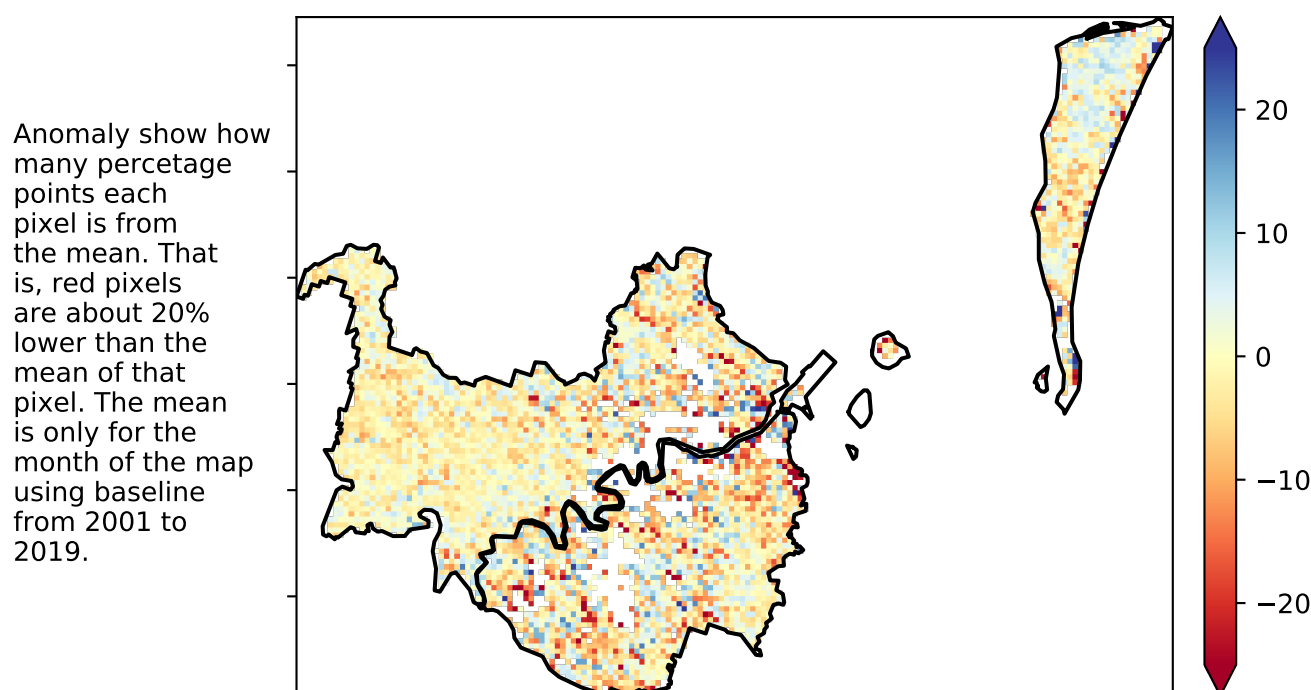 Anomaly show how
many percetage
points each
pixel is from
the mean. That
is, red pixels
are about 20%
lower than the
mean of that
pixel. The mean
is only for the
month of the map
using baseline
from 2001 to
2019.
20
10
0
−10
−20